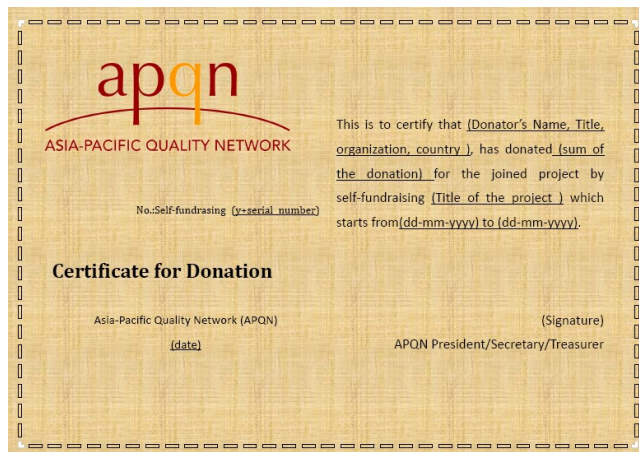 apqn
ASIA-PACIFIC QUALITY NETWORK
No.:Self-fundrasing (y+serial number)
Certificate for Donation
Asia-Pacific Quality Network (APQN)
(date)
This is to certify that (Donator's Name, Title,
organization, country ), has donated (sum of
the donation) for the joined project by
self-fundraising (Title of the project ) which
starts from(dd-mm-yyyy) to (dd-mm-yyyy).
(Signature)
APQN President/Secretary/Treasurer